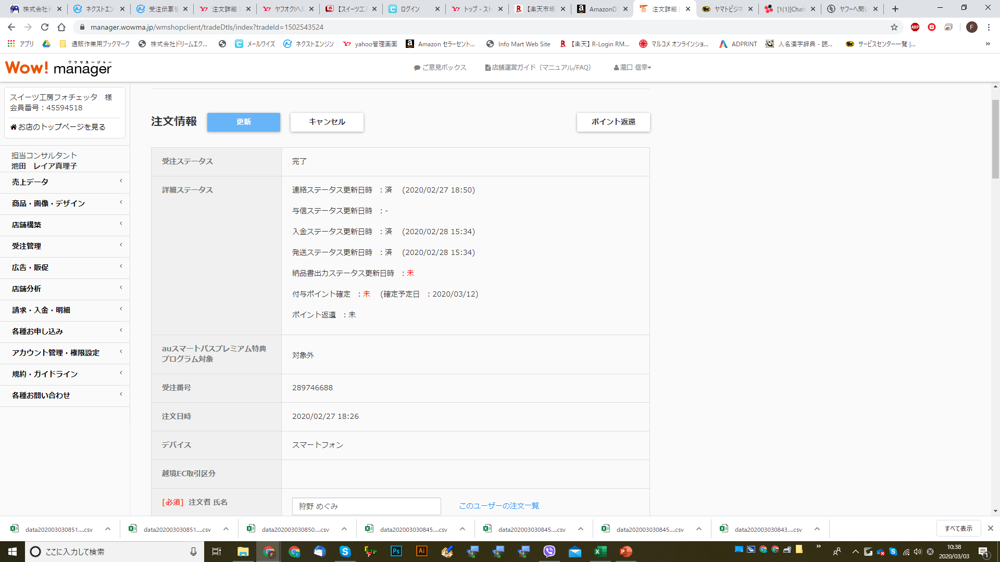 株式会社ド
ネクストエン
受注伝票管
注文詳細 :
ヤフオク!ヘル
【スイーツ工
ログイン
トップ - スト
【楽天市場
Amazonロ
注文詳細 |
ヤマトビジネ
[1(1)]Chatw
ヤフーへ問い
manager.wowma.jp/wmshopclient/tradeDtls/index?tradeId=1502543524
アプリ
通販作業用ブックマーク
株式会社ドリームエク...
メールワイズ
ネクストエンジン
yahoo管理画面
Amazon セラーセント...
Info Mart Web Site
【楽天】R-Login RM...
マルコメ オンラインショ...
ADPRINT
人名漢字辞典 - 読...
サービスセンター一覧 |...
Wow! manager
ワウマネージャー
ご意見ボックス
店舗運営ガイド（マニュアル/FAQ）
瀧口 信幸
スイーツ工房フォチェッタ 様
会員番号：45594518
お店のトップページを見る
担当コンサルタント
池田 レイア真理子
売上データ
商品・画像・デザイン
店舗構築
受注管理
広告・販促
店舗分析
請求・入金・明細
各種お申し込み
アカウント管理・権限設定
規約・ガイドライン
各種お問い合わせ
注文情報
更新
キャンセル
ポイント返還
受注ステータス
完了
詳細ステータス
連絡ステータス更新日時 ：済 (2020/02/27 18:50)
与信ステータス更新日時 ：-
入金ステータス更新日時 ：済 (2020/02/28 15:34)
発送ステータス更新日時 ：済 (2020/02/28 15:34)
納品書出力ステータス更新日時 ：未
付与ポイント確定 ：未 (確定予定日 ：2020/03/12)
ポイント返還 ：未
auスマートパスプレミアム特典
プログラム対象
対象外
受注番号
289746688
注文日時
2020/02/27 18:26
デバイス
スマートフォン
越境EC取引区分
[必須] 注文者 氏名
狩野 めぐみ
このユーザーの注文一覧
data202003030851....csv
data202003030851....csv
data202003030850....csv
data202003030845....csv
data202003030845....csv
data202003030845....csv
data202003030843....csv
すべて表示
ここに入力して検索
10:38
2020/03/03